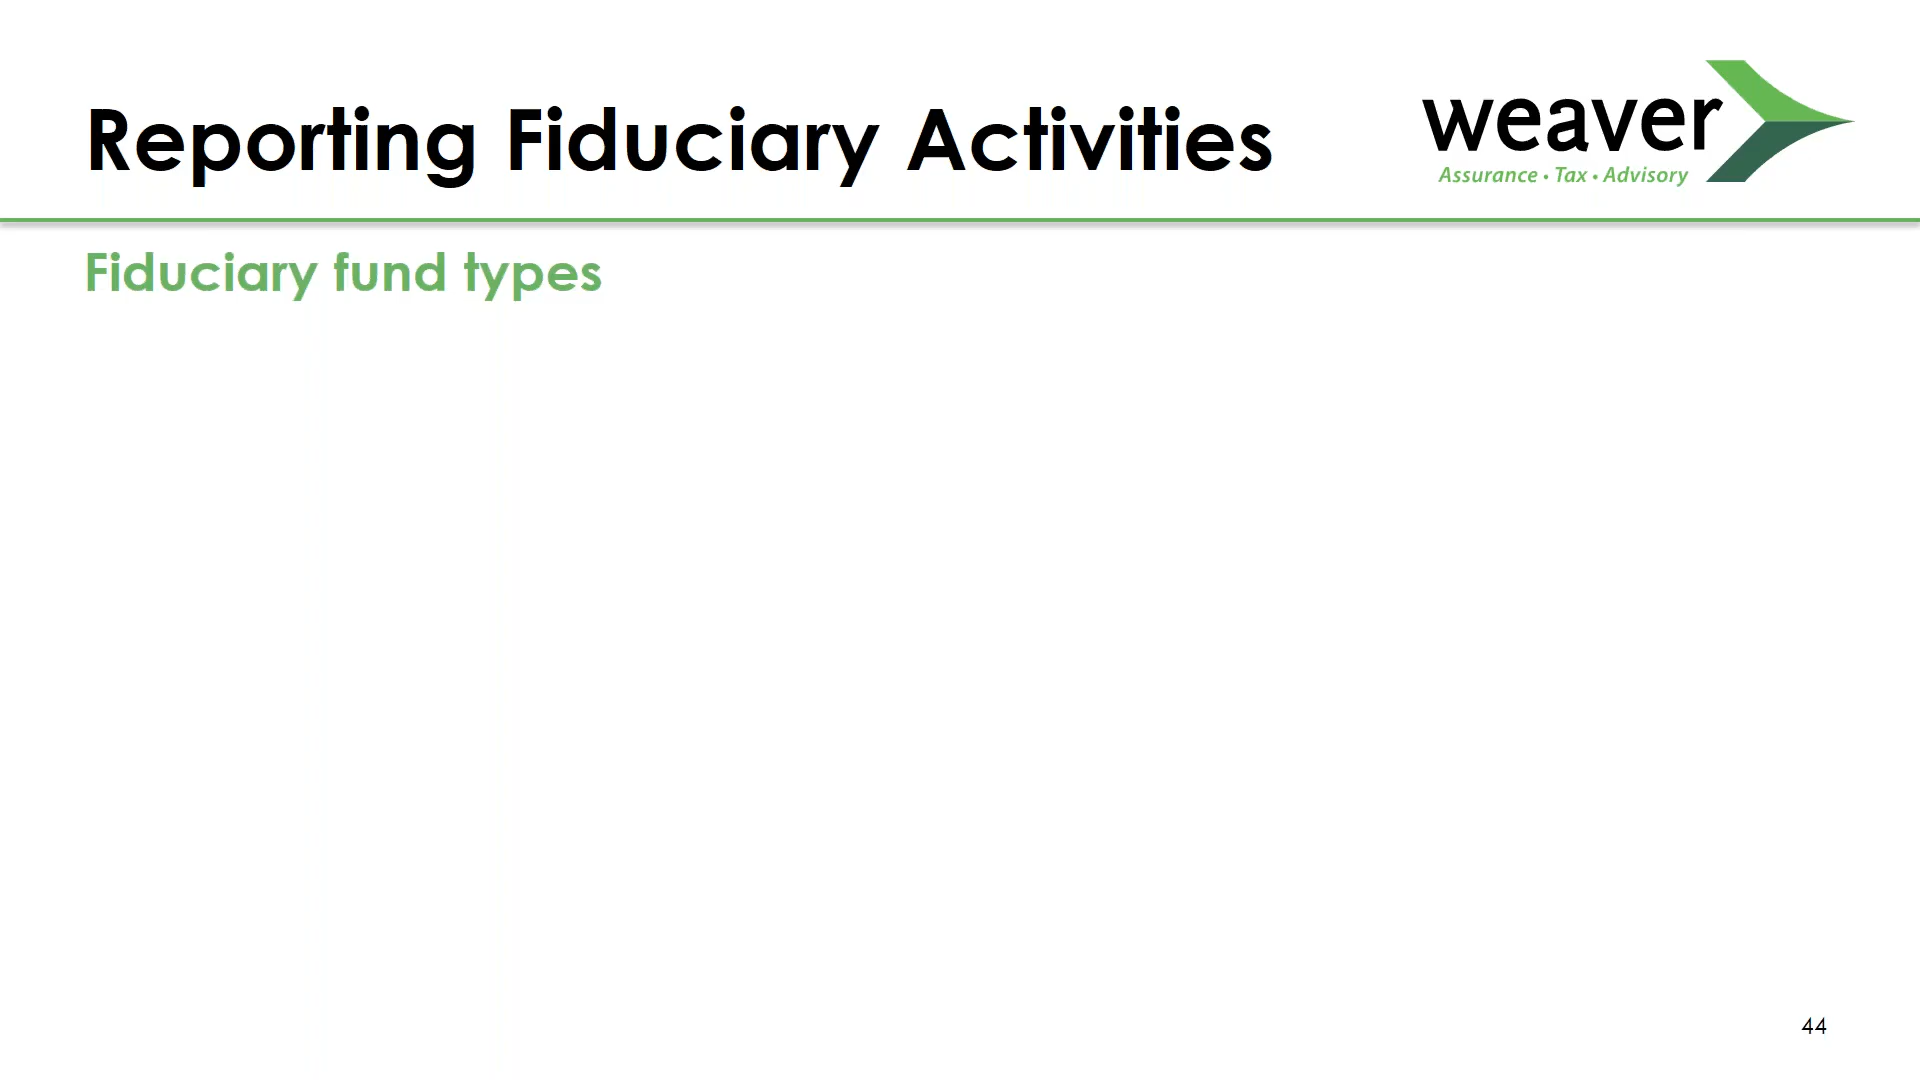 Reporting Fiduciary Activities
weaver
Assurance • Tax • Advisory
Fiduciary fund types
44